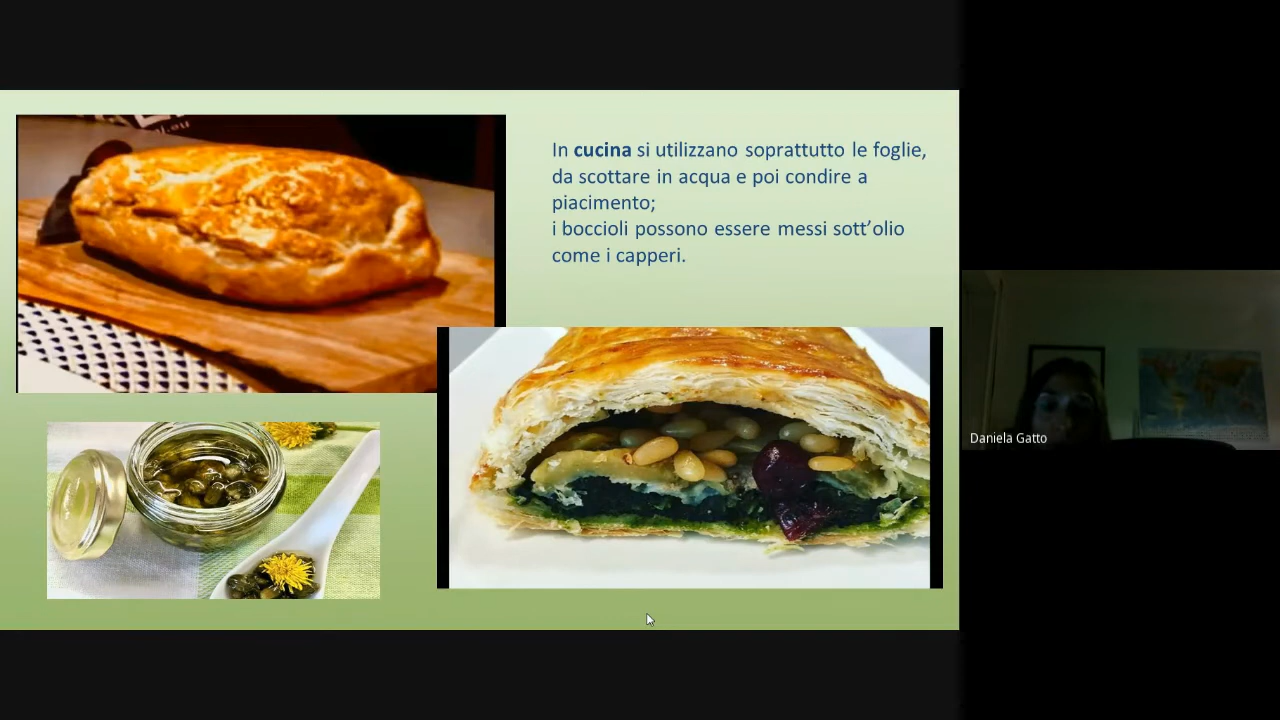 In cucina si utilizzano soprattutto le foglie,
da scottare in acqua e poi condire a
piacimento;
i boccioli possono essere messi sott’olio
come i capperi.
Daniela Gatto